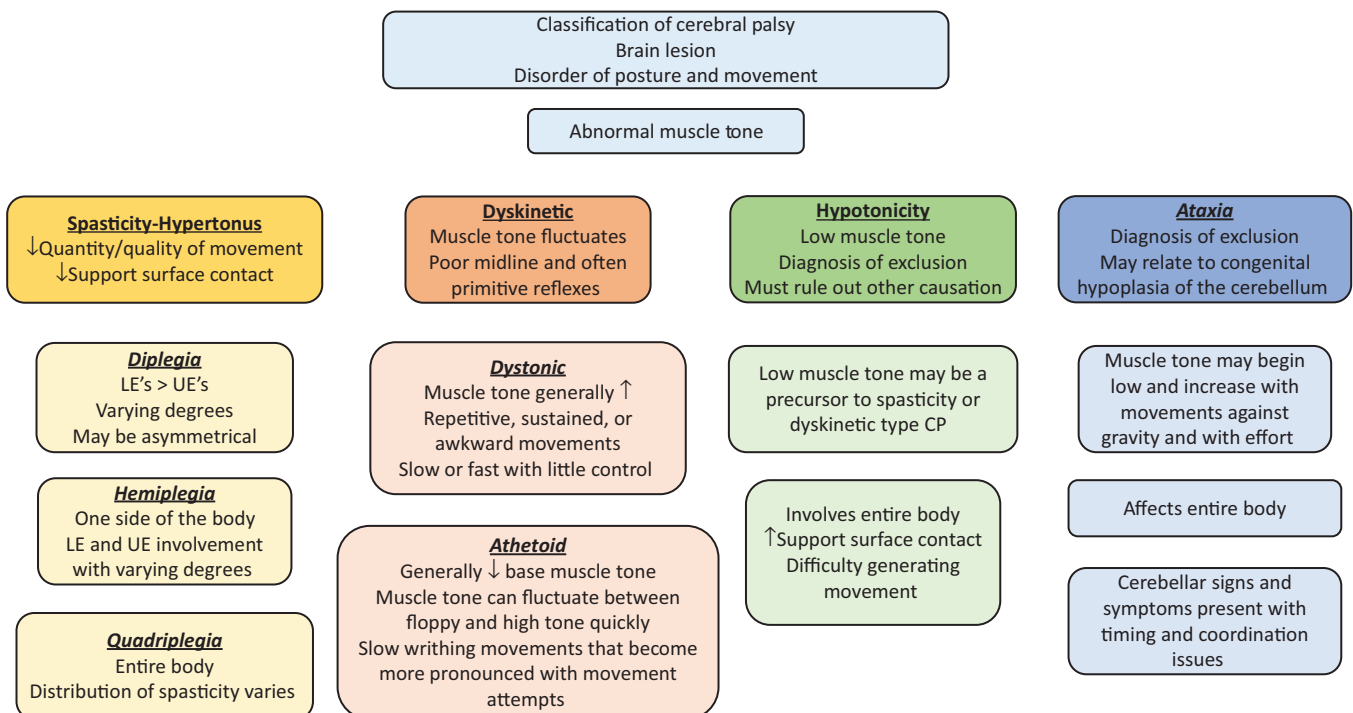 Classification of cerebral palsy
Brain lesion
Disorder of posture and movement
Abnormal muscle tone
Spasticity-Hypertonus
↓Quantity/quality of movement
↓Support surface contact
Diplegia
LE's > UE's
Varying degrees
May be asymmetrical
Hemiplegia
One side of the body
LE and UE involvement
with varying degrees
Quadriplegia
Entire body
Distribution of spasticity varies
Dyskinetic
Muscle tone fluctuates
Poor midline and often
primitive reflexes
Dystonic
Muscle tone generally ↑
Repetitive, sustained, or
awkward movements
Slow or fast with little control
Athetoid
Generally ↓ base muscle tone
Muscle tone can fluctuate between
floppy and high tone quickly
Slow writhing movements that become
more pronounced with movement
attempts
Hypotonicity
Low muscle tone
Diagnosis of exclusion
Must rule out other causation
Low muscle tone may be a
precursor to spasticity or
dyskinetic type CP
Involves entire body
↑Support surface contact
Difficulty generating
movement
Ataxia
Diagnosis of exclusion
May relate to congenital
hypoplasia of the cerebellum
Muscle tone may begin
low and increase with
movements against
gravity and with effort
Affects entire body
Cerebellar signs and
symptoms present with
timing and coordination
issues